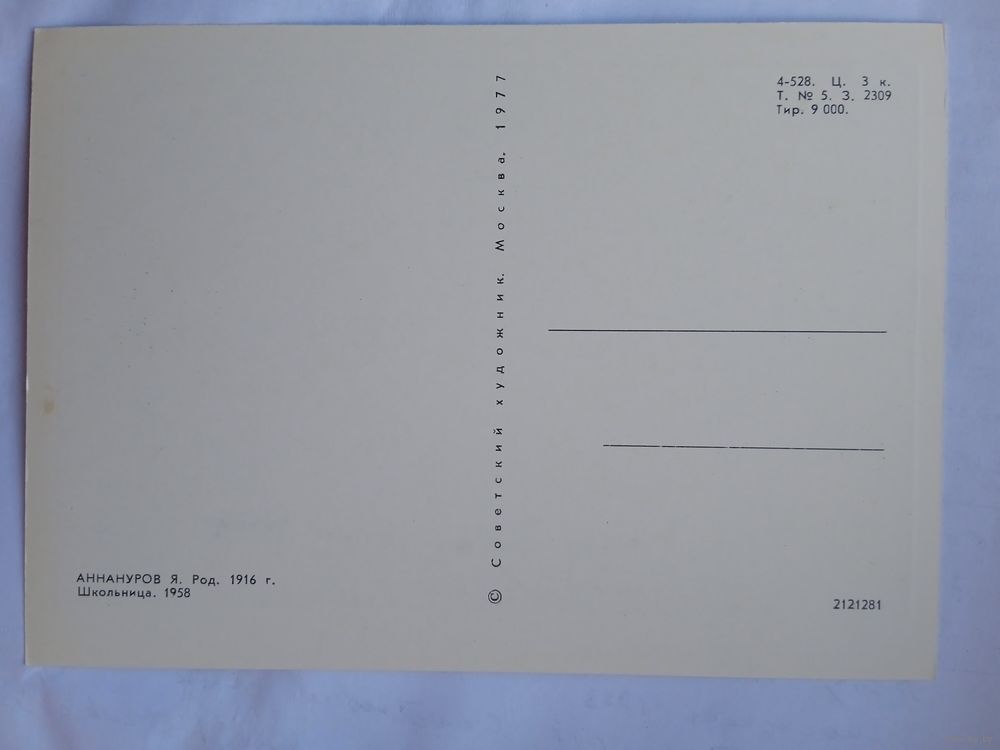 4-528. Ц. 3 к.
Т. № 5. З. 2309
Тир. 9 000.
© Советский художник. Москва. 1977
АННАНУРОВ Я. Род. 1916 г.
Школьница. 1958
2121281